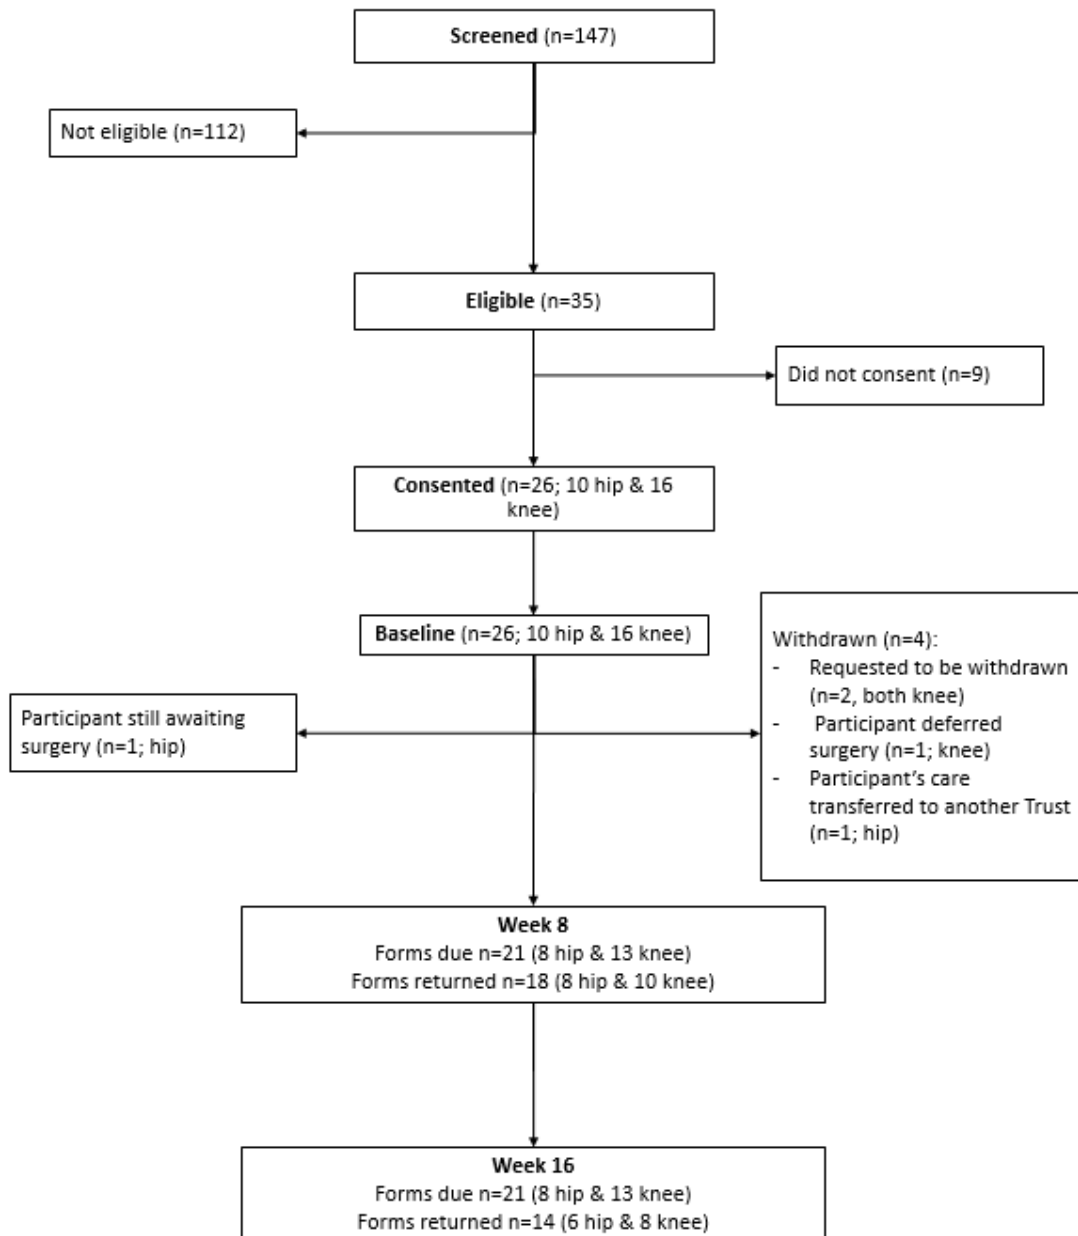 Screened (n=147)
Not eligible (n=112)
Eligible (n=35)
Did not consent (n=9)
Consented (n=26; 10 hip & 16
knee)
Baseline (n=26; 10 hip & 16 knee)
Participant still awaiting
surgery (n=1; hip)
Withdrawn (n=4):
- Requested to be withdrawn
(n=2, both knee)
- Participant deferred
surgery (n=1; knee)
- Participant’s care
transferred to another Trust
(n=1; hip)
Week 8
Forms due n=21 (8 hip & 13 knee)
Forms returned n=18 (8 hip & 10 knee)
Week 16
Forms due n=21 (8 hip & 13 knee)
Forms returned n=14 (6 hip & 8 knee)